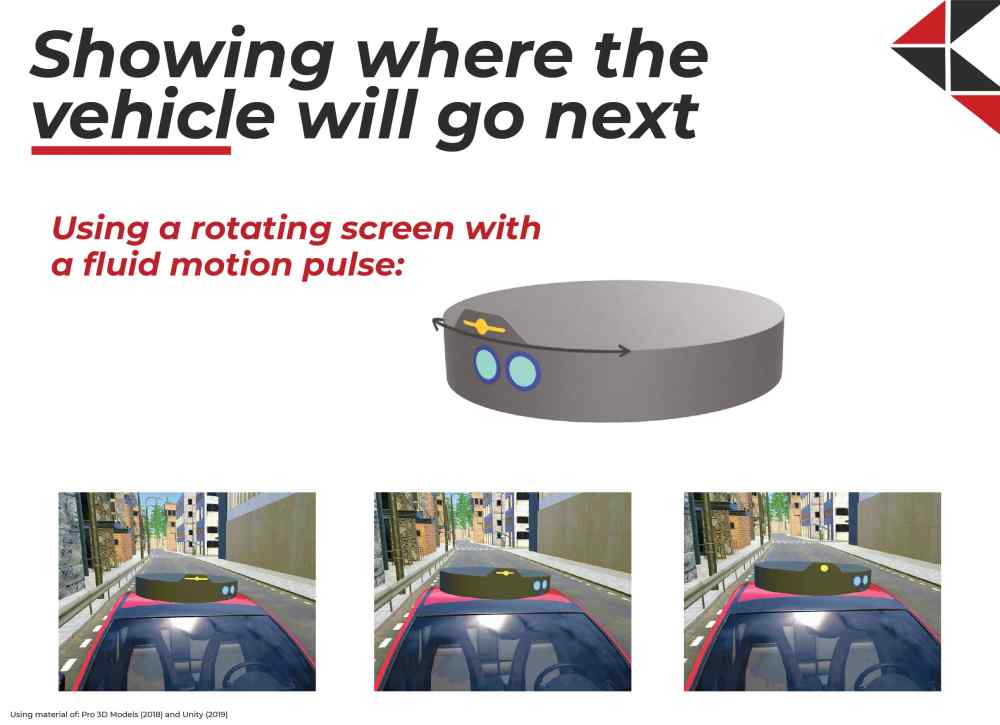 Showing where the
vehicle will go next
Using a rotating screen with
a fluid motion pulse:
Using material of: Pro 3D Models (2018) and Unity (2019)